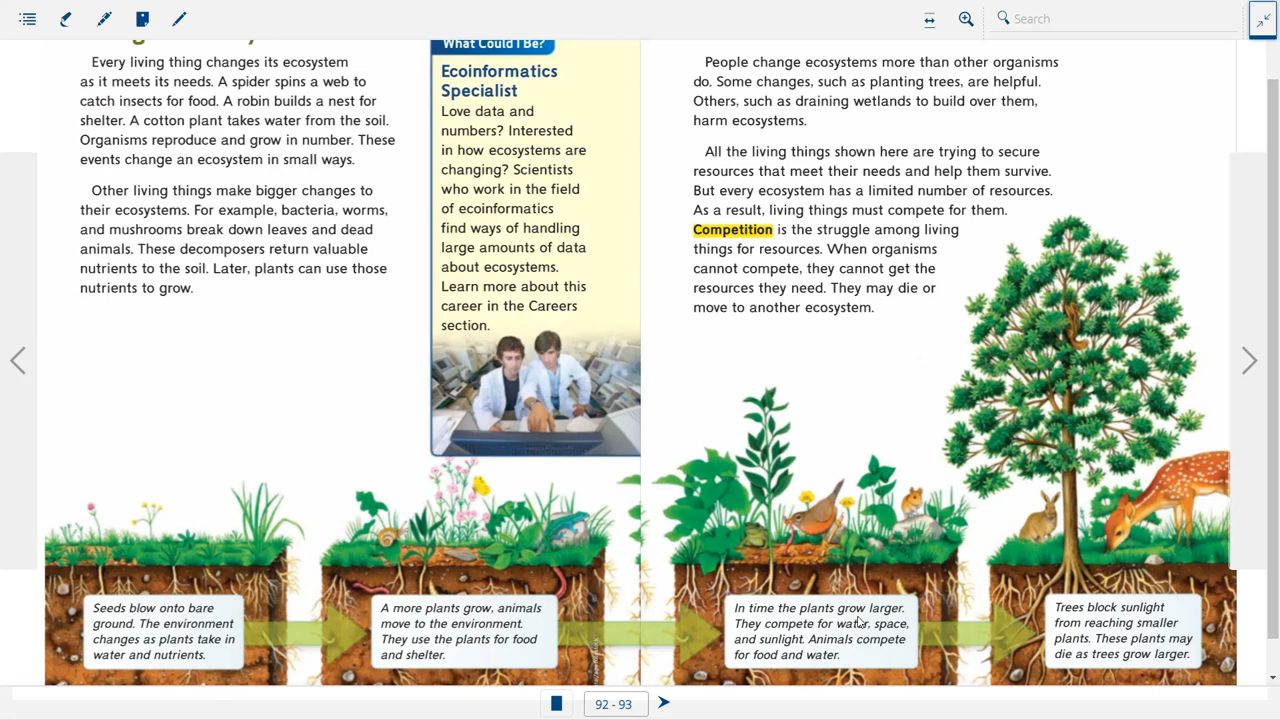 Search
Every living thing changes its ecosystem
as it meets its needs. A spider spins a web to
catch insects for food. A robin builds a nest for
shelter. A cotton plant takes water from the soil.
Organisms reproduce and grow in number. These
events change an ecosystem in small ways.
Other living things make bigger changes to
their ecosystems. For example, bacteria, worms,
and mushrooms break down leaves and dead
animals. These decomposers return valuable
nutrients to the soil. Later, plants can use those
nutrients to grow.
What Could I Be?
Ecoinformatics
Specialist
Love data and
numbers? Interested
in how ecosystems are
changing? Scientists
who work in the field
of ecoinformatics
find ways of handling
large amounts of data
about ecosystems.
Learn more about this
career in the Careers
section.
People change ecosystems more than other organisms
do. Some changes, such as planting trees, are helpful.
Others, such as draining wetlands to build over them,
harm ecosystems.
All the living things shown here are trying to secure
resources that meet their needs and help them survive.
But every ecosystem has a limited number of resources.
As a result, living things must compete for them.
Competition is the struggle among living
things for resources. When organisms
cannot compete, they cannot get the
resources they need. They may die or
move to another ecosystem.
Seeds blow onto bare
ground. The environment
changes as plants take in
water and nutrients.
A more plants grow, animals
move to the environment.
They use the plants for food
and shelter.
In time the plants grow larger.
They compete for water, space,
and sunlight. Animals compete
for food and water.
Trees block sunlight
from reaching smaller
plants. These plants may
die as trees grow larger.
92 - 93